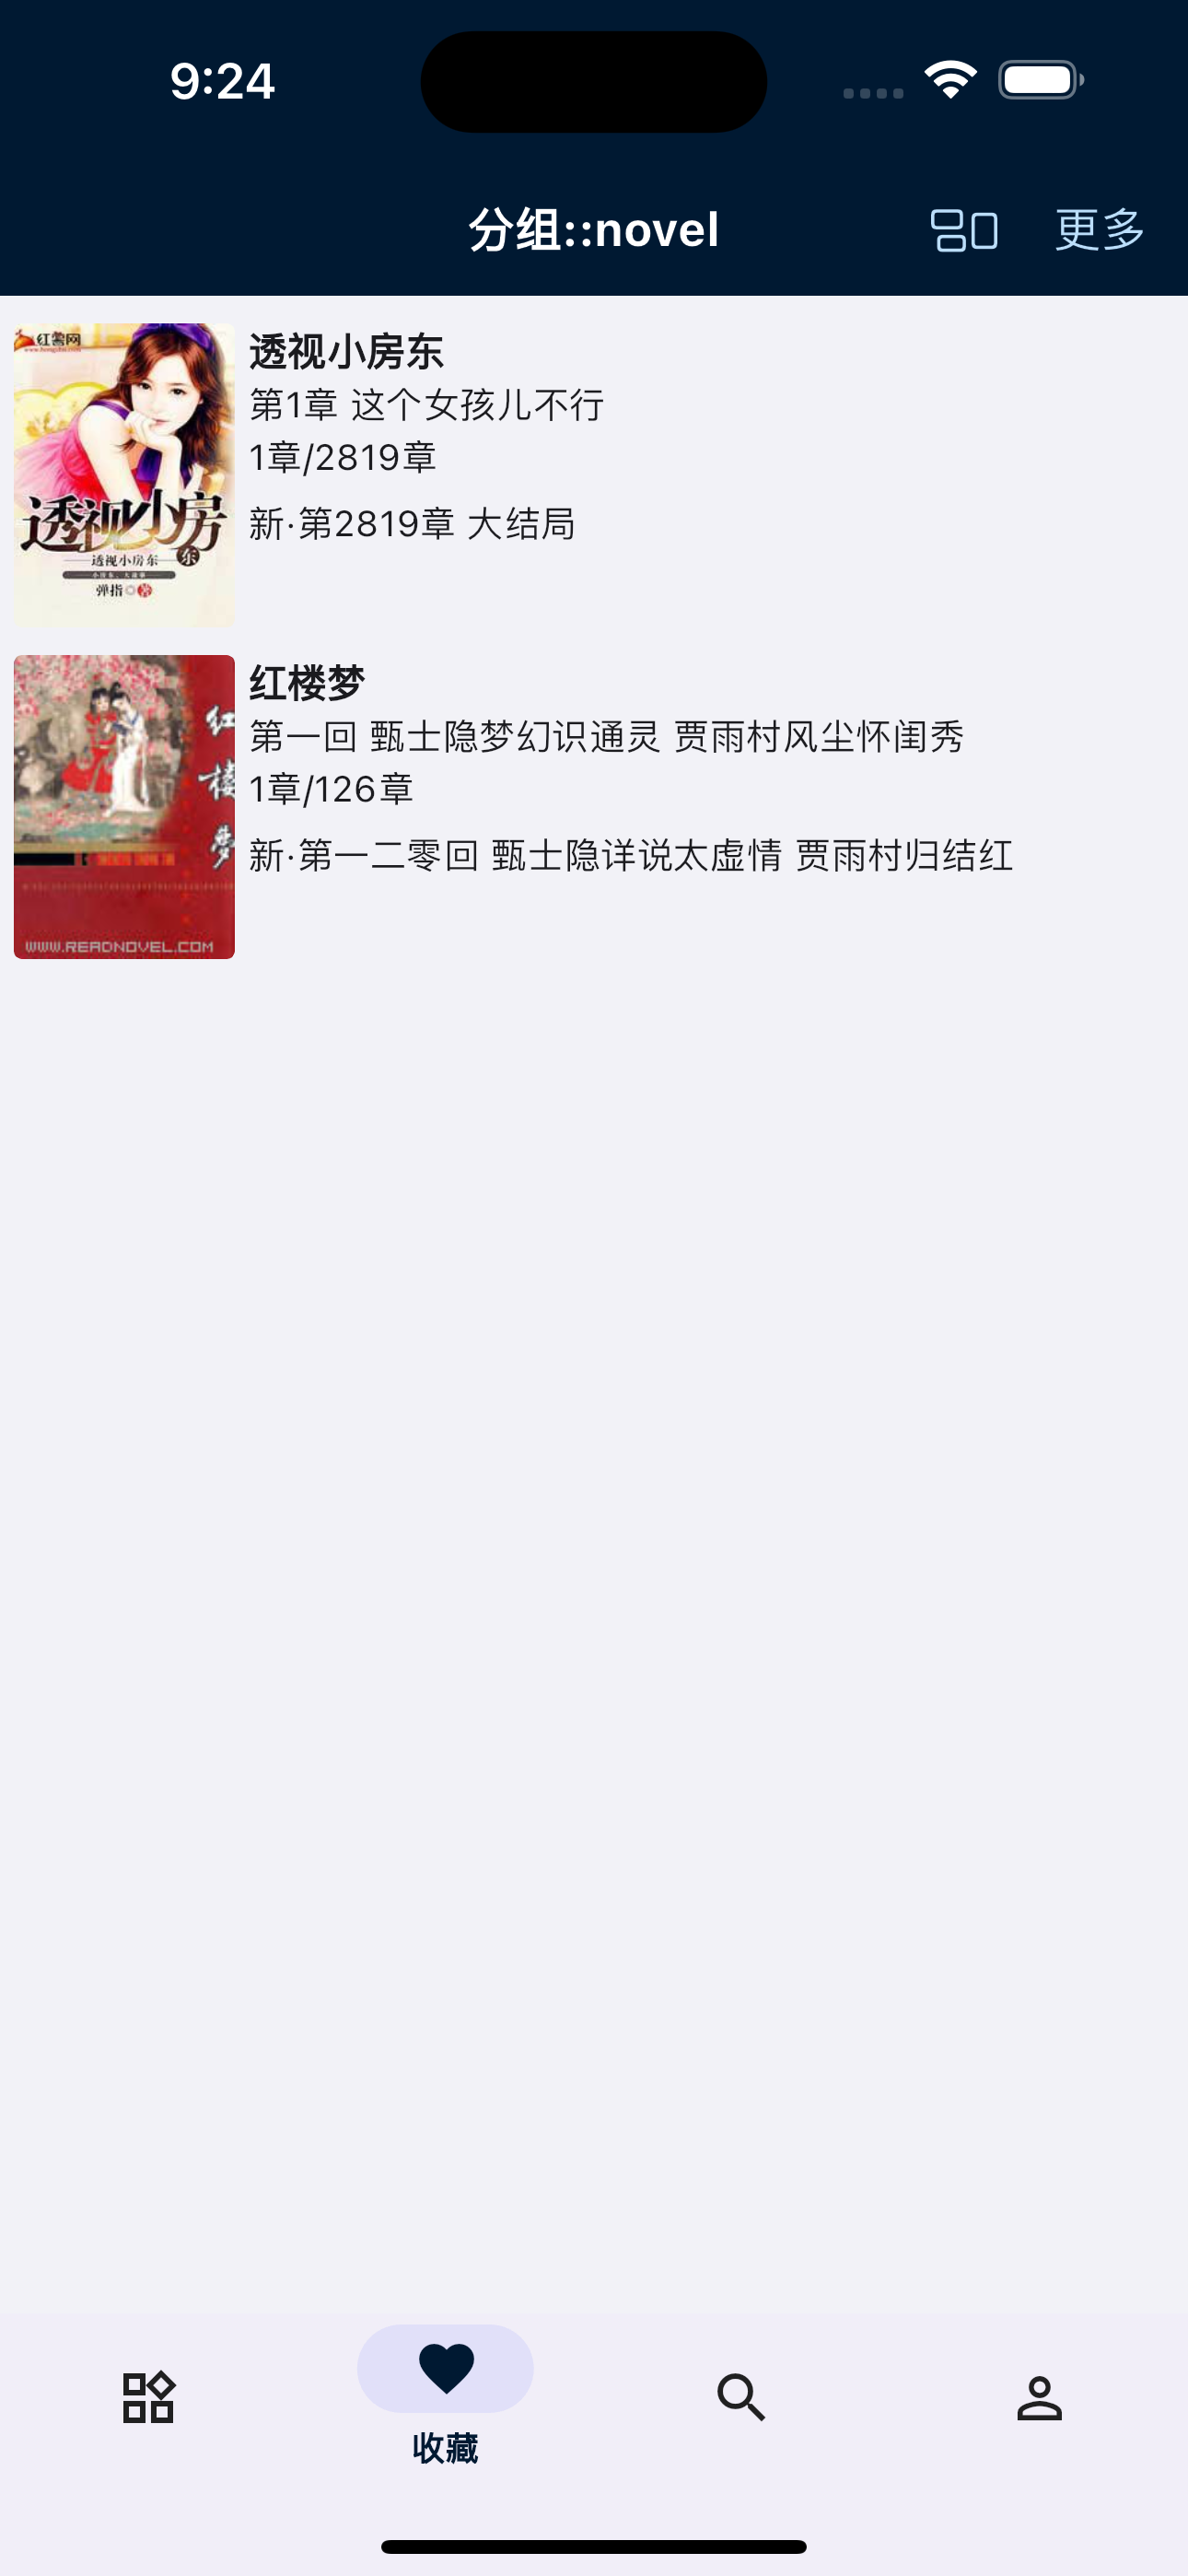 9:24
分组::novel
更多
红薯网
透视小房东
第1章 这个女孩儿不行
1章/2819章
新·第2819章 大结局
透视小房东
透视小房东
弹指◎著
红楼梦
第一回 甄士隐梦幻识通灵 贾雨村风尘怀闺秀
1章/126章
新·第一二零回 甄士隐详说太虚情 贾雨村归结红
红楼夢
WWW.READNOVEL.COM
收藏